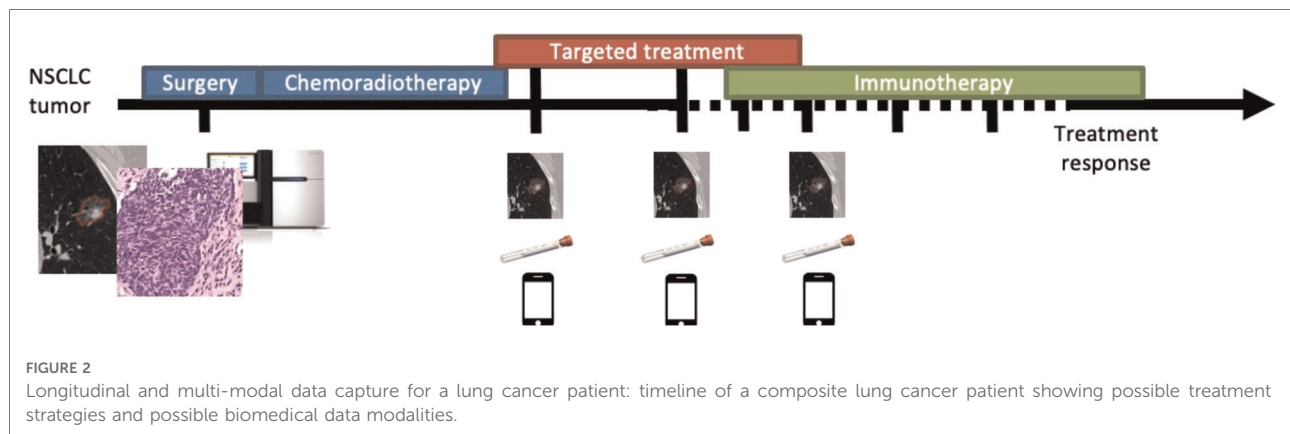 Targeted treatment
NSCLC
tumor
Surgery
Chemoradiotherapy
Immunotherapy
Treatment
response
FIGURE 2
Longitudinal and multi-modal data capture for a lung cancer patient: timeline of a composite lung cancer patient showing possible treatment
strategies and possible biomedical data modalities.